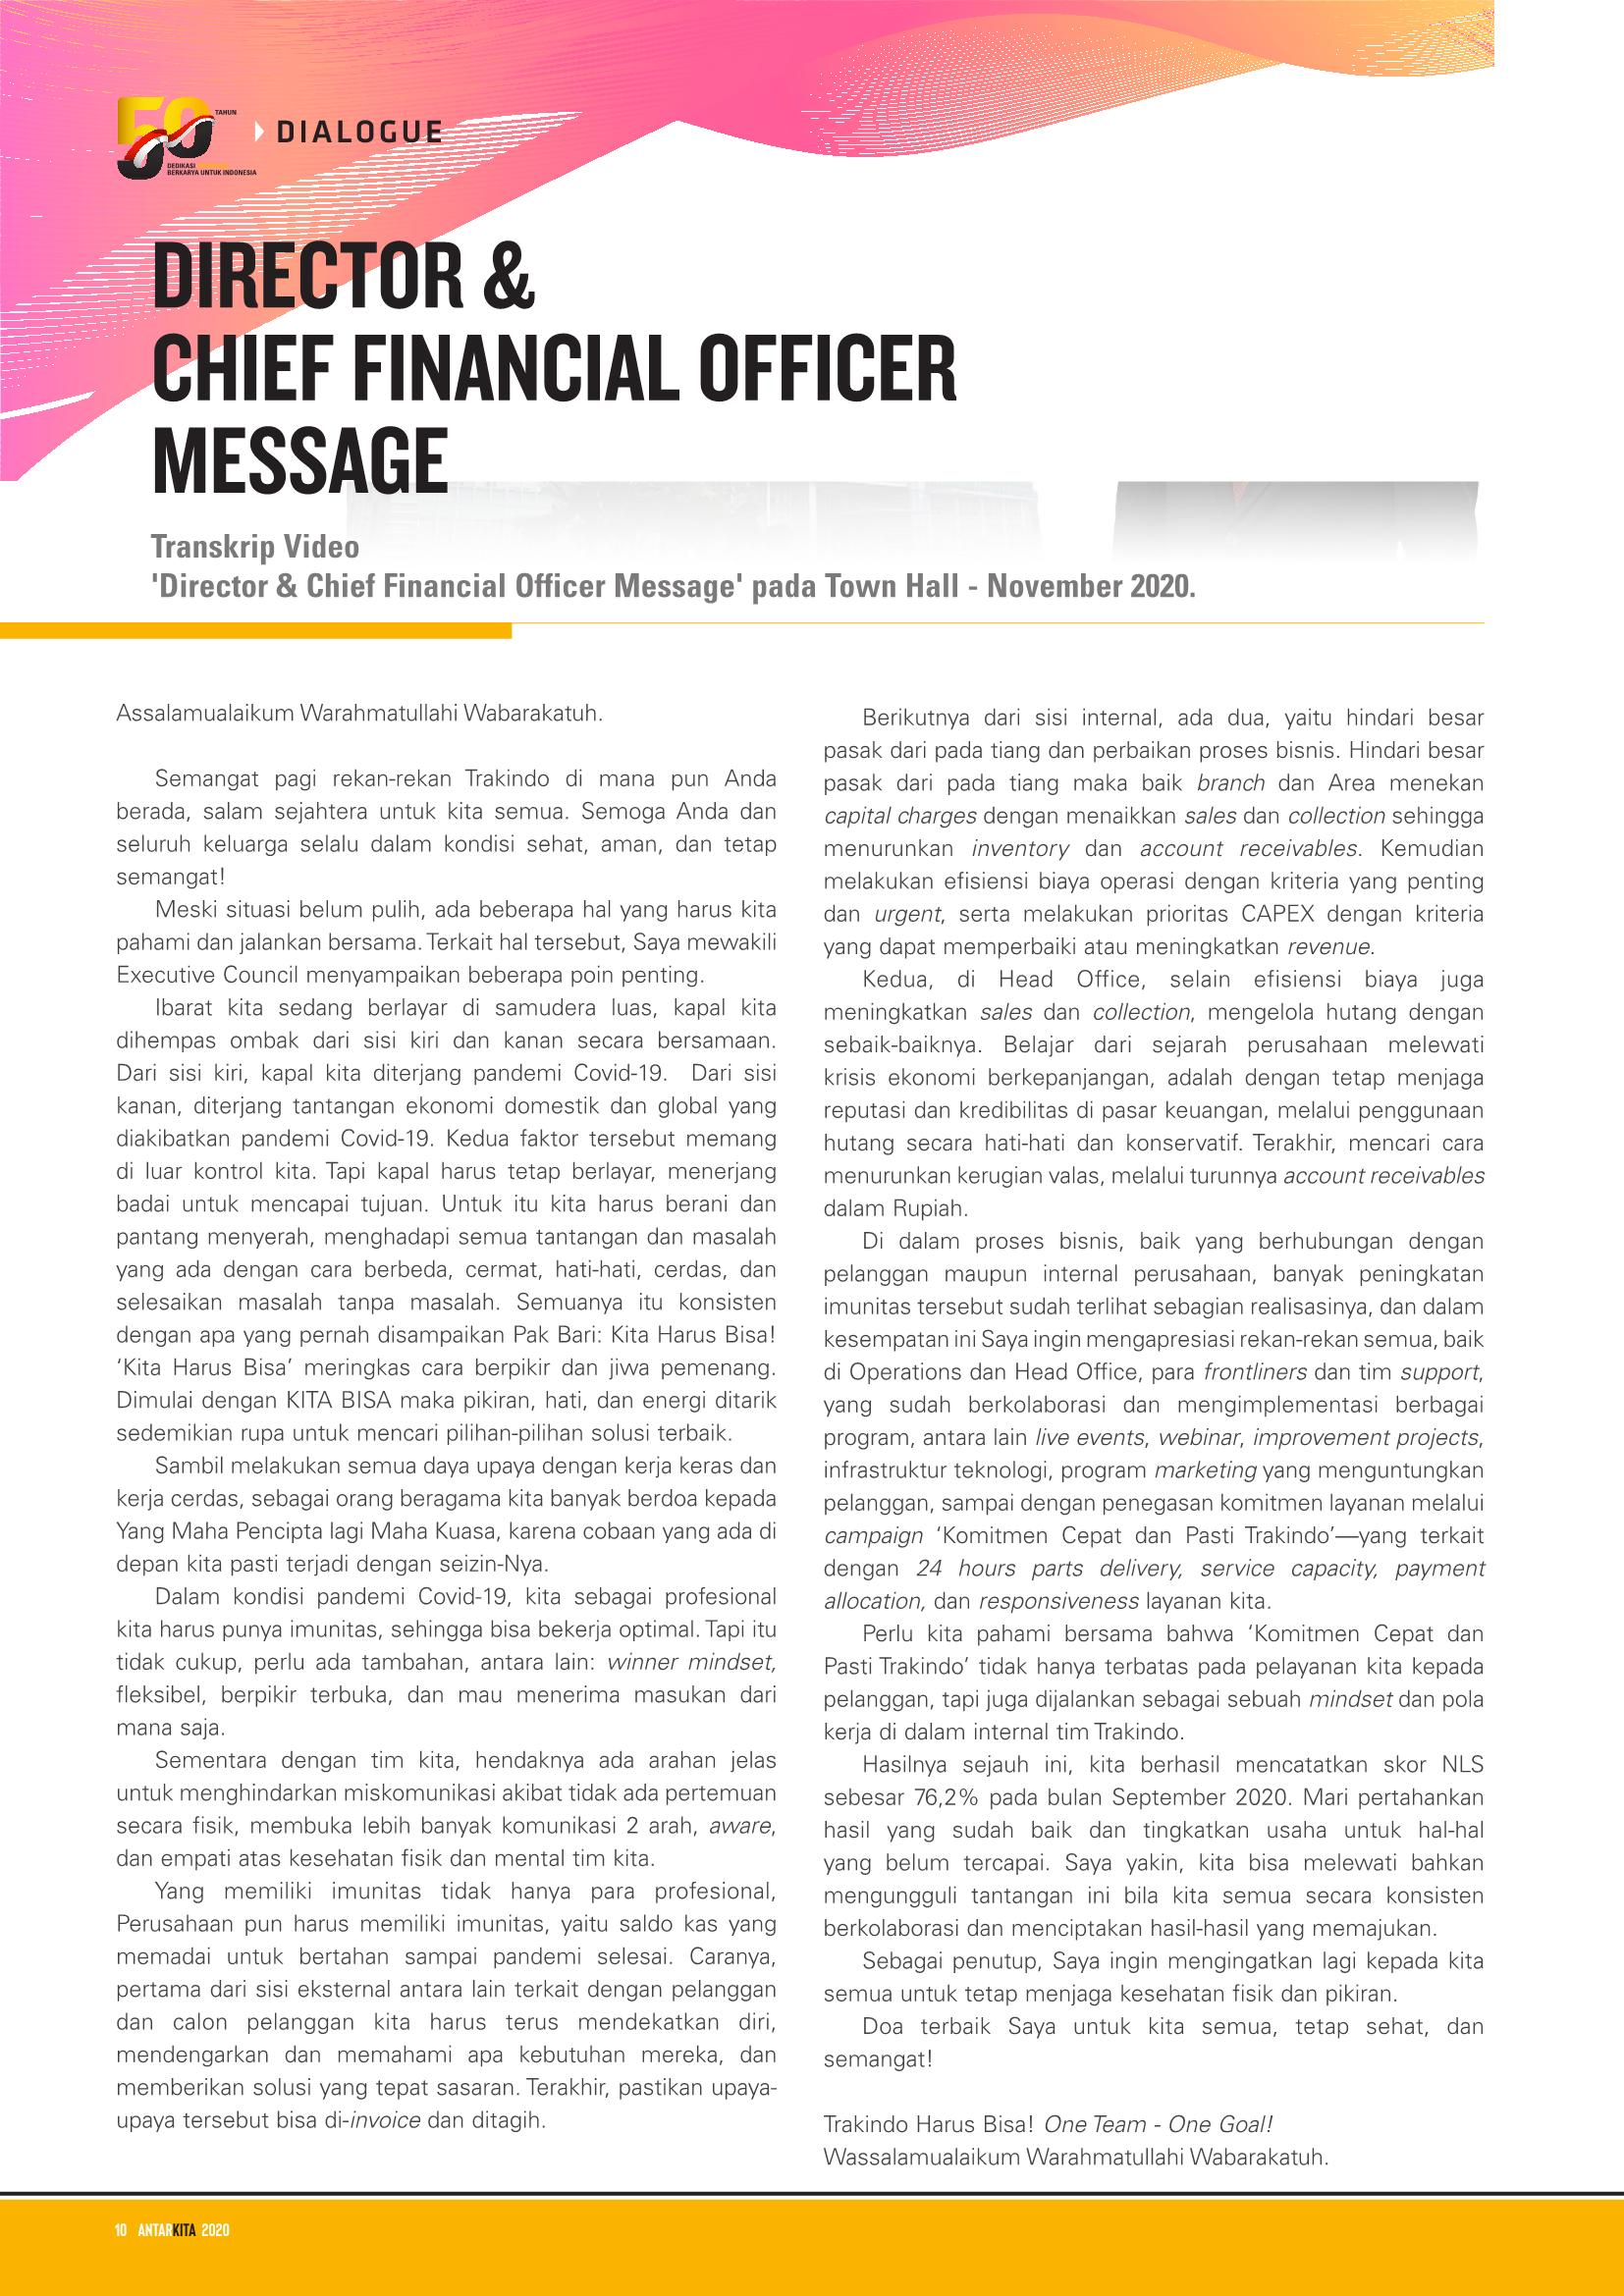 50 TAHUN
DEDIKASI
BERKARYA UNTUK INDONESIA
DIALOGUE
DIRECTOR &
CHIEF FINANCIAL OFFICER
MESSAGE
Transkrip Video
'Director & Chief Financial Officer Message' pada Town Hall - November 2020.
Assalamualaikum Warahmatullahi Wabarakatuh.
Semangat pagi rekan-rekan Trakindo di mana pun Anda
berada, salam sejahtera untuk kita semua. Semoga Anda dan
seluruh keluarga selalu dalam kondisi sehat, aman, dan tetap
semangat!
Meski situasi belum pulih, ada beberapa hal yang harus kita
pahami dan jalankan bersama. Terkait hal tersebut, Saya mewakili
Executive Council menyampaikan beberapa poin penting.
Ibarat kita sedang berlayar di samudera luas, kapal kita
dihempas ombak dari sisi kiri dan kanan secara bersamaan.
Dari sisi kiri, kapal kita diterjang pandemi Covid-19. Dari sisi
kanan, diterjang tantangan ekonomi domestik dan global yang
diakibatkan pandemi Covid-19. Kedua faktor tersebut memang
di luar kontrol kita. Tapi kapal harus tetap berlayar, menerjang
badai untuk mencapai tujuan. Untuk itu kita harus berani dan
pantang menyerah, menghadapi semua tantangan dan masalah
yang ada dengan cara berbeda, cermat, hati-hati, cerdas, dan
selesaikan masalah tanpa masalah. Semuanya itu konsisten
dengan apa yang pernah disampaikan Pak Bari: Kita Harus Bisa!
‘Kita Harus Bisa’ meringkas cara berpikir dan jiwa pemenang.
Dimulai dengan KITA BISA maka pikiran, hati, dan energi ditarik
sedemikian rupa untuk mencari pilihan-pilihan solusi terbaik.
Sambil melakukan semua daya upaya dengan kerja keras dan
kerja cerdas, sebagai orang beragama kita banyak berdoa kepada
Yang Maha Pencipta lagi Maha Kuasa, karena cobaan yang ada di
depan kita pasti terjadi dengan seizin-Nya.
Dalam kondisi pandemi Covid-19, kita sebagai profesional
kita harus punya imunitas, sehingga bisa bekerja optimal. Tapi itu
tidak cukup, perlu ada tambahan, antara lain: winner mindset,
fleksibel, berpikir terbuka, dan mau menerima masukan dari
mana saja.
Sementara dengan tim kita, hendaknya ada arahan jelas
untuk menghindarkan miskomunikasi akibat tidak ada pertemuan
secara fisik, membuka lebih banyak komunikasi 2 arah, aware,
dan empati atas kesehatan fisik dan mental tim kita.
Yang memiliki imunitas tidak hanya para profesional,
Perusahaan pun harus memiliki imunitas, yaitu saldo kas yang
memadai untuk bertahan sampai pandemi selesai. Caranya,
pertama dari sisi eksternal antara lain terkait dengan pelanggan
dan calon pelanggan kita harus terus mendekatkan diri,
mendengarkan dan memahami apa kebutuhan mereka, dan
memberikan solusi yang tepat sasaran. Terakhir, pastikan upaya-
upaya tersebut bisa di-invoice dan ditagih.
Berikutnya dari sisi internal, ada dua, yaitu hindari besar
pasak dari pada tiang dan perbaikan proses bisnis. Hindari besar
pasak dari pada tiang maka baik branch dan Area menekan
capital charges dengan menaikkan sales dan collection sehingga
menurunkan inventory dan account receivables. Kemudian
melakukan efisiensi biaya operasi dengan kriteria yang penting
dan urgent, serta melakukan prioritas CAPEX dengan kriteria
yang dapat memperbaiki atau meningkatkan revenue.
Kedua, di Head Office, selain efisiensi biaya juga
meningkatkan sales dan collection, mengelola hutang dengan
sebaik-baiknya. Belajar dari sejarah perusahaan melewati
krisis ekonomi berkepanjangan, adalah dengan tetap menjaga
reputasi dan kredibilitas di pasar keuangan, melalui penggunaan
hutang secara hati-hati dan konservatif. Terakhir, mencari cara
menurunkan kerugian valas, melalui turunnya account receivables
dalam Rupiah.
Di dalam proses bisnis, baik yang berhubungan dengan
pelanggan maupun internal perusahaan, banyak peningkatan
imunitas tersebut sudah terlihat sebagian realisasinya, dan dalam
kesempatan ini Saya ingin mengapresiasi rekan-rekan semua, baik
di Operations dan Head Office, para frontliners dan tim support,
yang sudah berkolaborasi dan mengimplementasi berbagai
program, antara lain live events, webinar, improvement projects,
infrastruktur teknologi, program marketing yang menguntungkan
pelanggan, sampai dengan penegasan komitmen layanan melalui
campaign ‘Komitmen Cepat dan Pasti Trakindo’—yang terkait
dengan 24 hours parts delivery, service capacity, payment
allocation, dan responsiveness layanan kita.
Perlu kita pahami bersama bahwa ‘Komitmen Cepat dan
Pasti Trakindo’ tidak hanya terbatas pada pelayanan kita kepada
pelanggan, tapi juga dijalankan sebagai sebuah mindset dan pola
kerja di dalam internal tim Trakindo.
Hasilnya sejauh ini, kita berhasil mencatatkan skor NLS
sebesar 76,2% pada bulan September 2020. Mari pertahankan
hasil yang sudah baik dan tingkatkan usaha untuk hal-hal
yang belum tercapai. Saya yakin, kita bisa melewati bahkan
mengungguli tantangan ini bila kita semua secara konsisten
berkolaborasi dan menciptakan hasil-hasil yang memajukan.
Sebagai penutup, Saya ingin mengingatkan lagi kepada kita
semua untuk tetap menjaga kesehatan fisik dan pikiran.
Doa terbaik Saya untuk kita semua, tetap sehat, dan
semangat!
Trakindo Harus Bisa! One Team - One Goal!
Wassalamualaikum Warahmatullahi Wabarakatuh.
10 ANTARKITA 2020